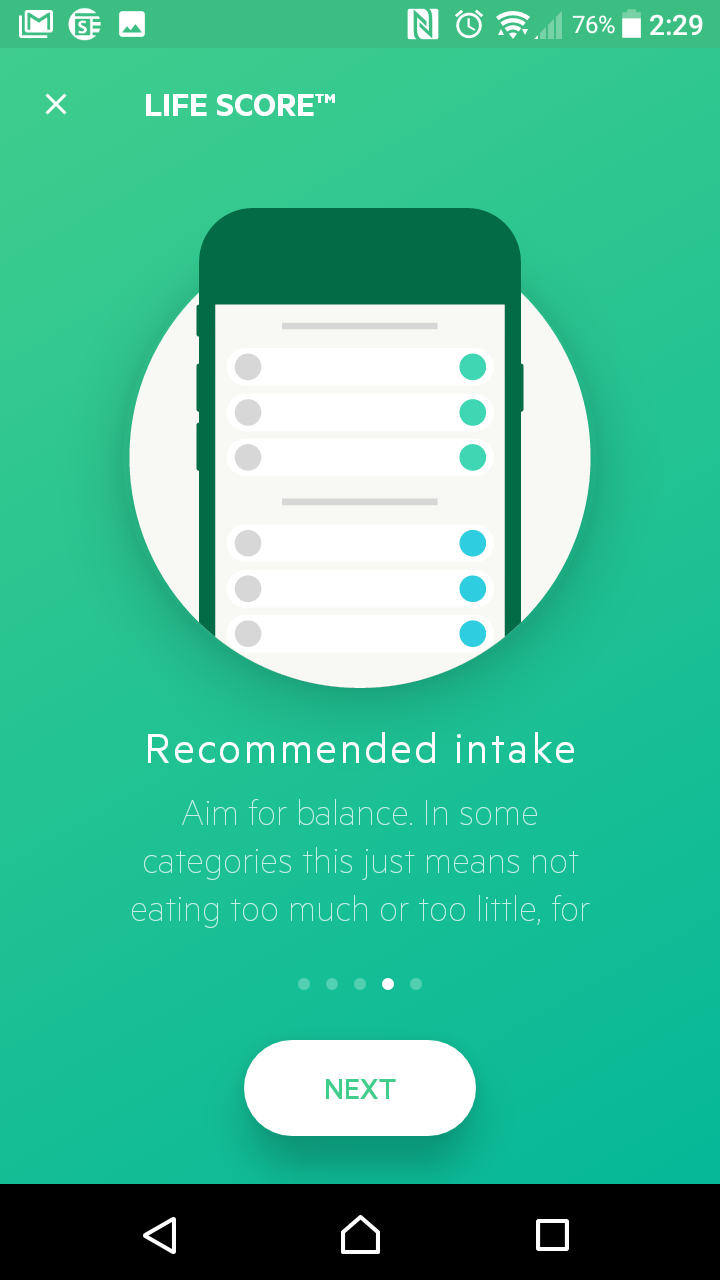 76% 2:29
LIFE SCORE™
Recommended intake
Aim for balance. In some
categories this just means not
eating too much or too little, for
NEXT